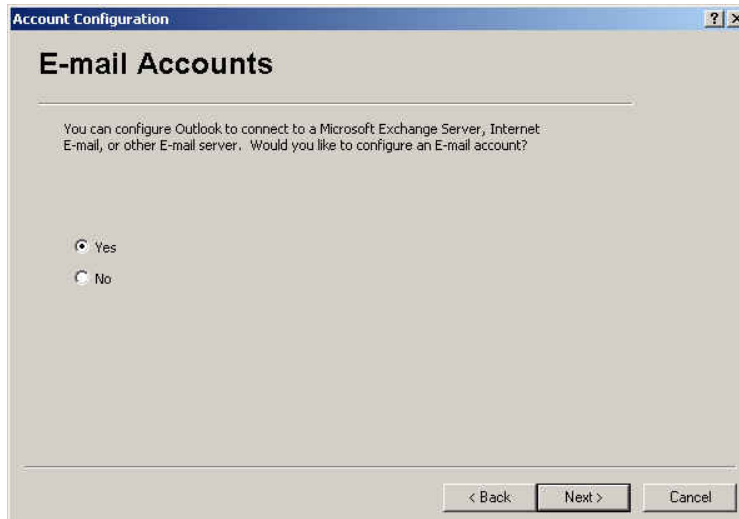 Account Configuration
E-mail Accounts
You can configure Outlook to connect to a Microsoft Exchange Server, Internet
E-mail, or other E-mail server. Would you like to configure an E-mail account?
Yes
No
< Back
Next >
Cancel